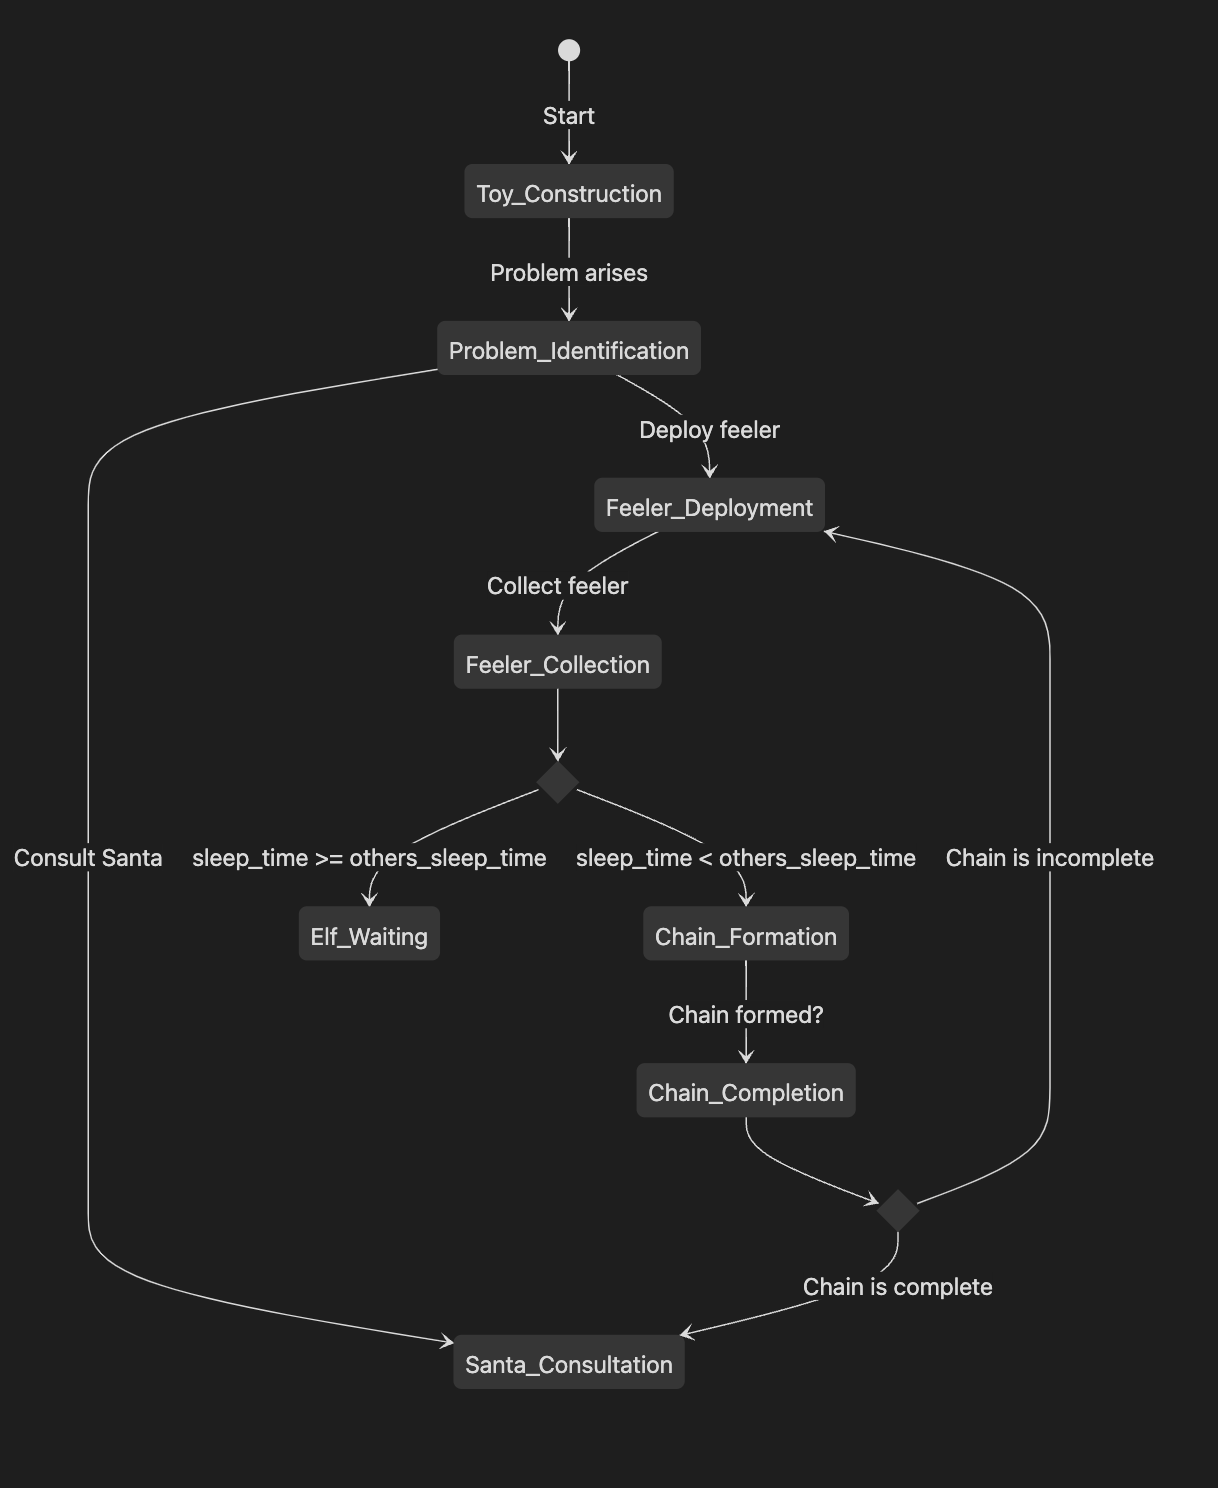 Start
Toy_Construction
Problem arises
Problem_Identification
Deploy feeler
Feeler_Deployment
Collect feeler
Feeler_Collection
Consult Santa
sleep_time >= others_sleep_time
sleep_time < others_sleep_time
Chain is incomplete
Elf_Waiting
Chain_Formation
Chain formed?
Chain_Completion
Chain is complete
Santa_Consultation